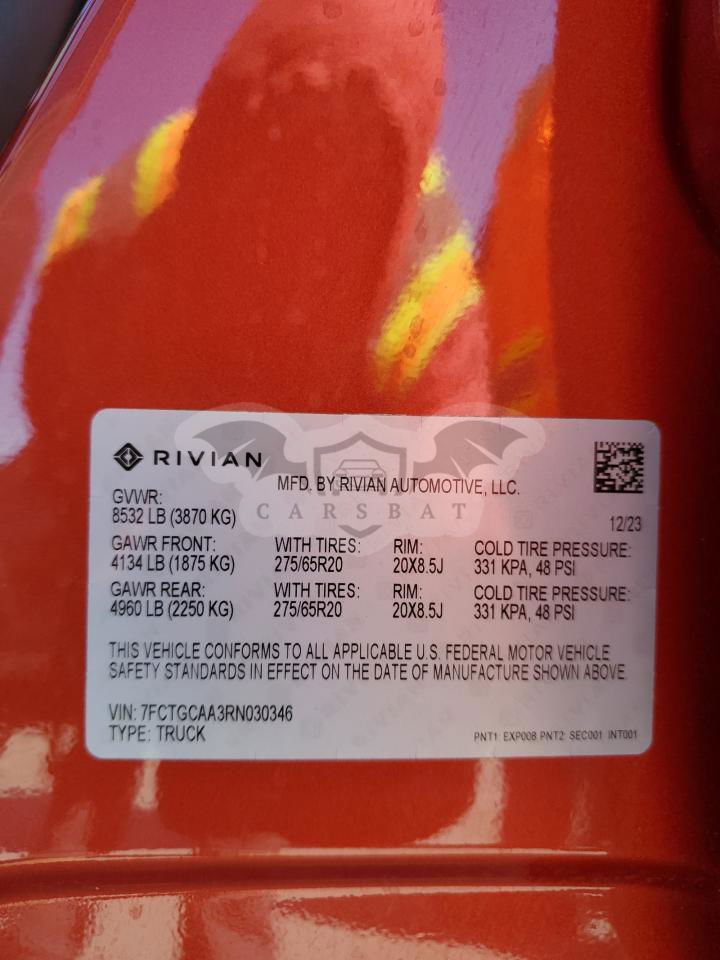 RIVIAN
MFD. BY RIVIAN AUTOMOTIVE, LLC.
GVWR:
8532 LB (3870 KG)
CARSBAT
12/23
GAWR FRONT: WITH TIRES: RIM: COLD TIRE PRESSURE:
4134 LB (1875 KG) 275/65R20 20X8.5J 331 KPA, 48 PSI
GAWR REAR: WITH TIRES: RIM: COLD TIRE PRESSURE:
4960 LB (2250 KG) 275/65R20 20X8.5J 331 KPA, 48 PSI
THIS VEHICLE CONFORMS TO ALL APPLICABLE U.S. FEDERAL MOTOR VEHICLE
SAFETY STANDARDS IN EFFECT ON THE DATE OF MANUFACTURE SHOWN ABOVE.
VIN: 7FCTGCAA3RN030346
TYPE: TRUCK
PNT1: EXP008 PNT2: SEC001 INT001